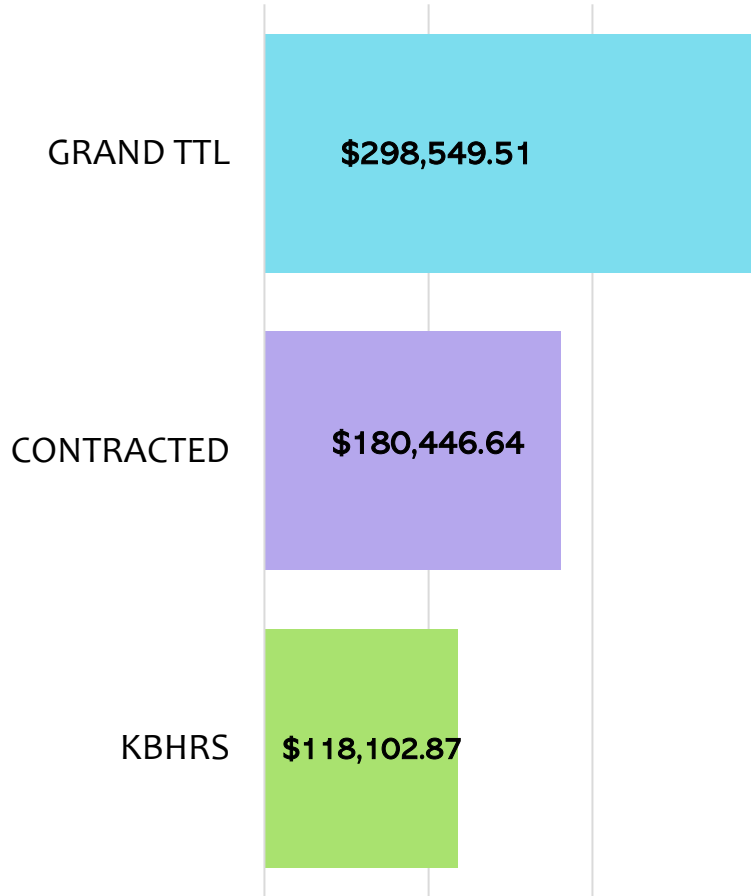 GRAND TTL
$298,549.51
CONTRACTED
$180,446.64
KBHRS
$118,102.87